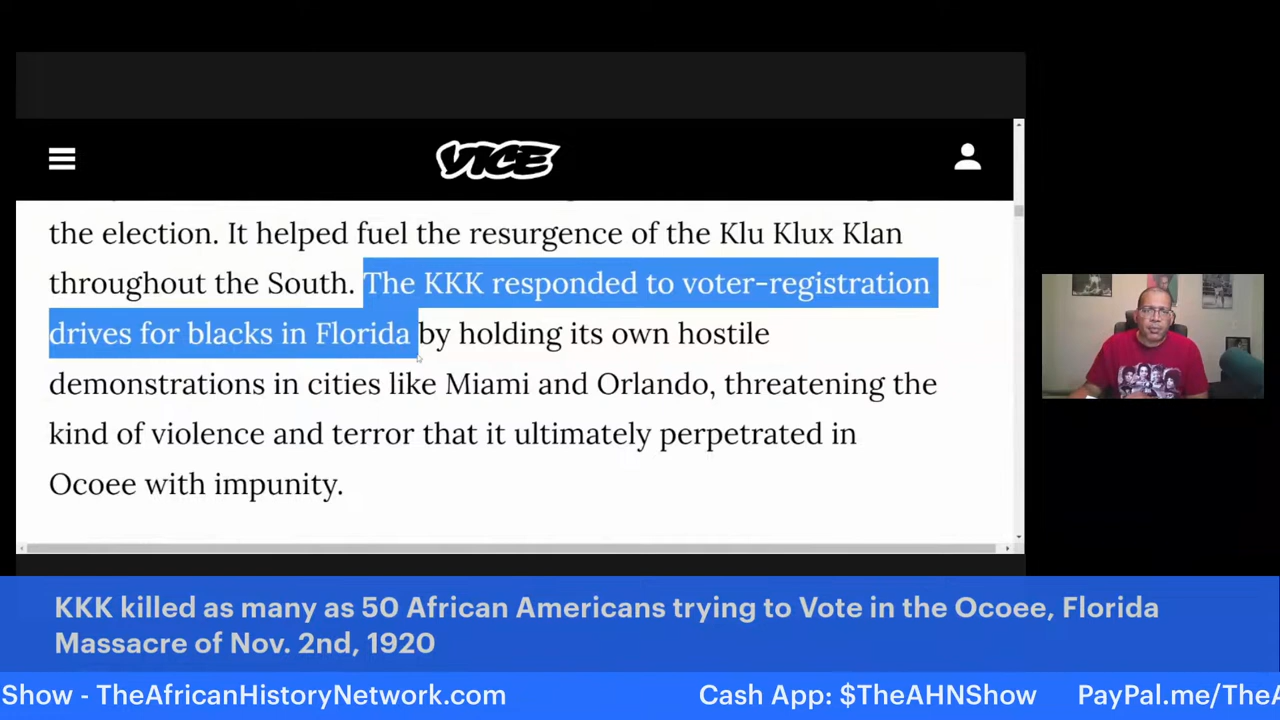 VICE
the election. It helped fuel the resurgence of the Klu Klux Klan
throughout the South. The KKK responded to voter-registration
drives for blacks in Florida by holding its own hostile
demonstrations in cities like Miami and Orlando, threatening the
kind of violence and terror that it ultimately perpetrated in
Ocoee with impunity.
KKK killed as many as 50 African Americans trying to Vote in the Ocoee, Florida
Massacre of Nov. 2nd, 1920
Show - TheAfricanHistoryNetwork.com Cash App: $TheAHNShow PayPal.me/TheA